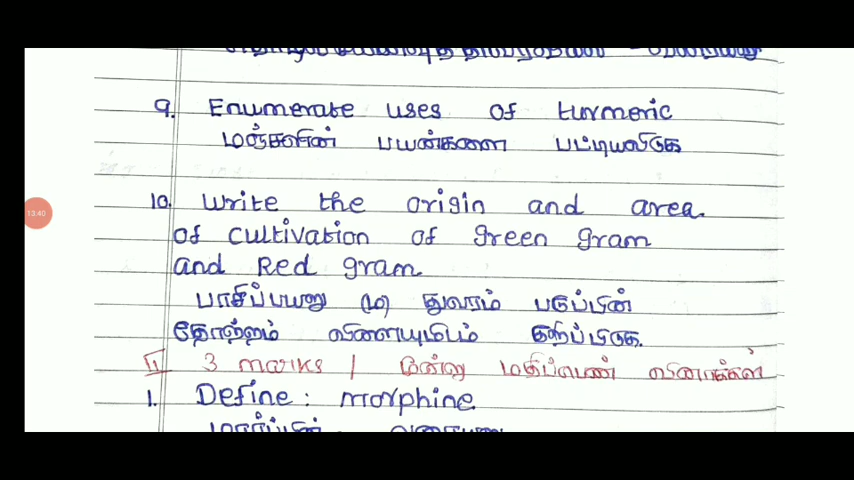 9. Enumerate uses of turmeric
மஞ்சளின் பயன்களை பட்டியலிடுக
10. Write the origin and area
of cultivation of green gram
and Red gram.
பாசிப்பயறு (ம) துவரம் பருப்பின்
தோற்றம் விளையுமிடம் குறிப்பிடுக.
II 3 marks / மூன்று மதிப்பெண் வினாக்கள்
1. Define: morphine.
13:40